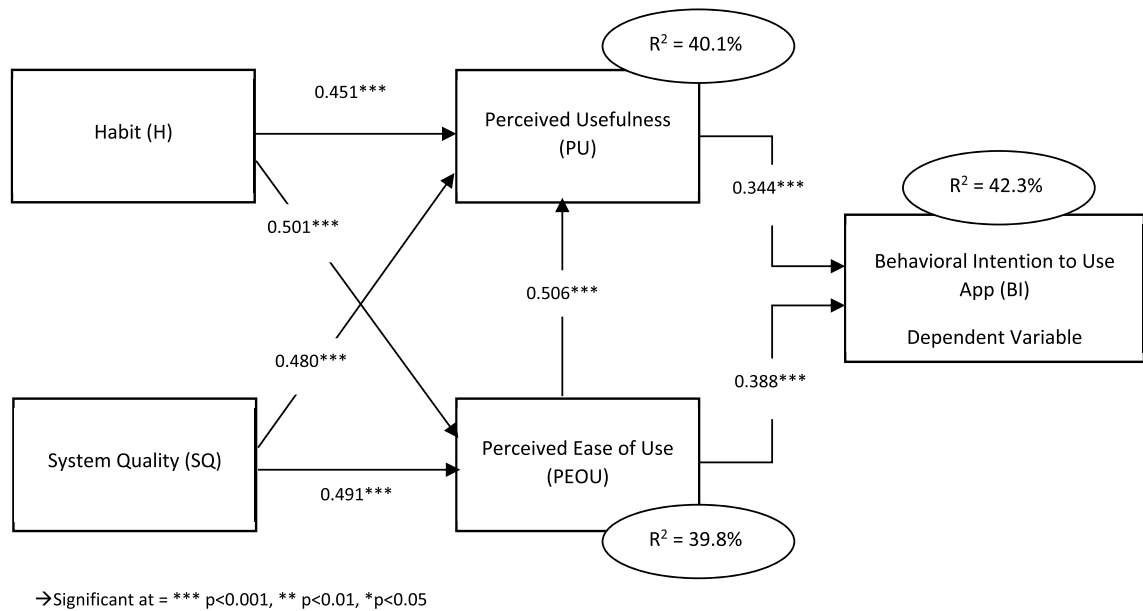 R² = 40.1%
0.451***
Habit (H)
Perceived Usefulness
(PU)
0.344***
R² = 42.3%
0.501***
Behavioral Intention to Use
App (BI)
Dependent Variable
0.506***
0.480***
0.388***
System Quality (SQ)
Perceived Ease of Use
(PEOU)
0.491***
R² = 39.8%
→Significant at = *** p<0.001, ** p<0.01, *p<0.05